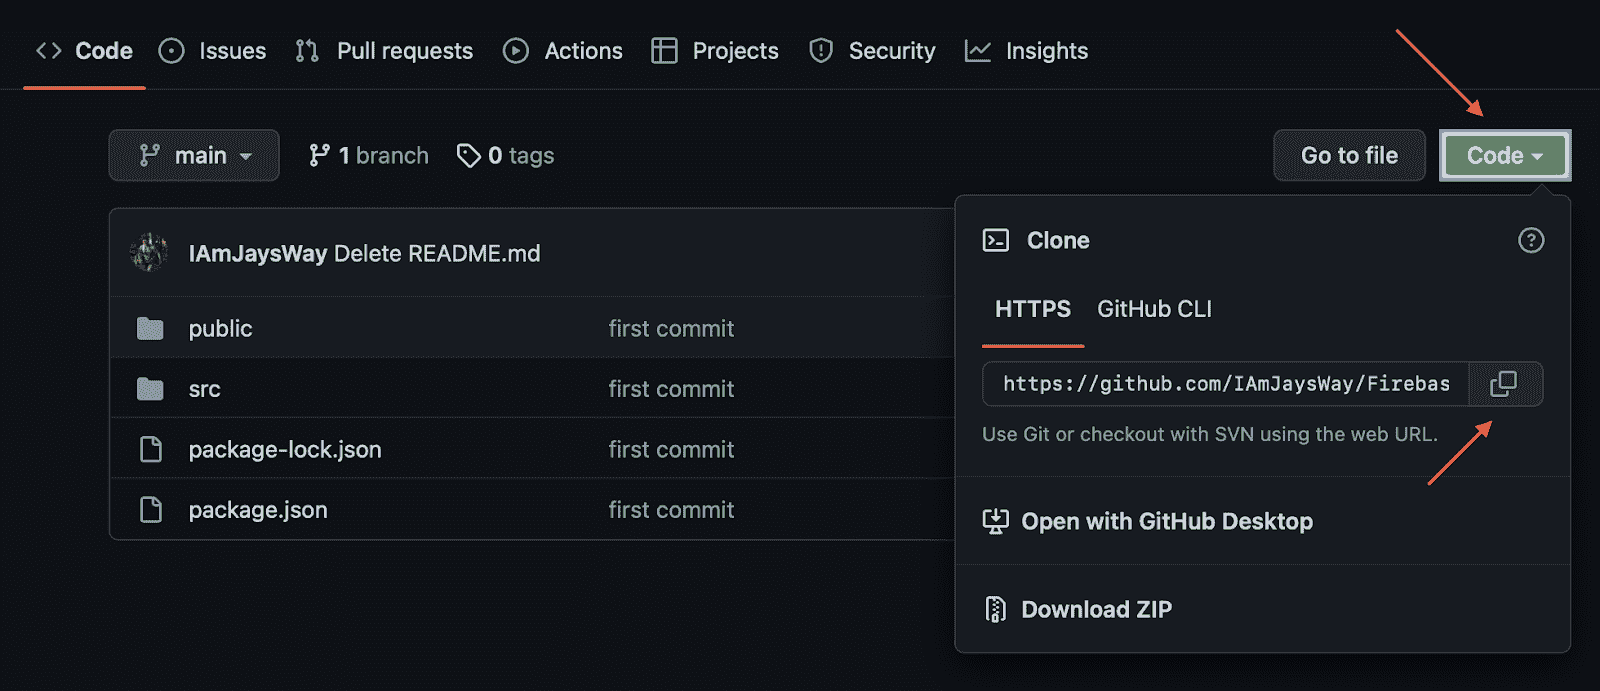 Code Issues Pull requests Actions Projects Security Insights
main 1 branch 0 tags Go to file Code
IAmJaysWay Delete README.md
public first commit
src first commit
package-lock.json first commit
package.json first commit
Clone
HTTPS GitHub CLI
https://github.com/IAmJaysWay/Firebas
Use Git or checkout with SVN using the web URL.
Open with GitHub Desktop
Download ZIP